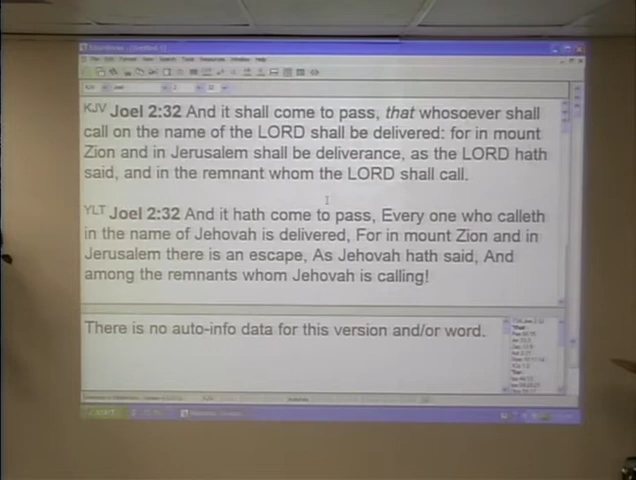 KJV Joel 2:32 And it shall come to pass, that whosoever shall
call on the name of the LORD shall be delivered: for in mount
Zion and in Jerusalem shall be deliverance, as the LORD hath
said, and in the remnant whom the LORD shall call.
YLT Joel 2:32 And it hath come to pass, Every one who calleth
in the name of Jehovah is delivered, For in mount Zion and in
Jerusalem there is an escape, As Jehovah hath said, And
among the remnants whom Jehovah is calling!
There is no auto-info data for this version and/or word.